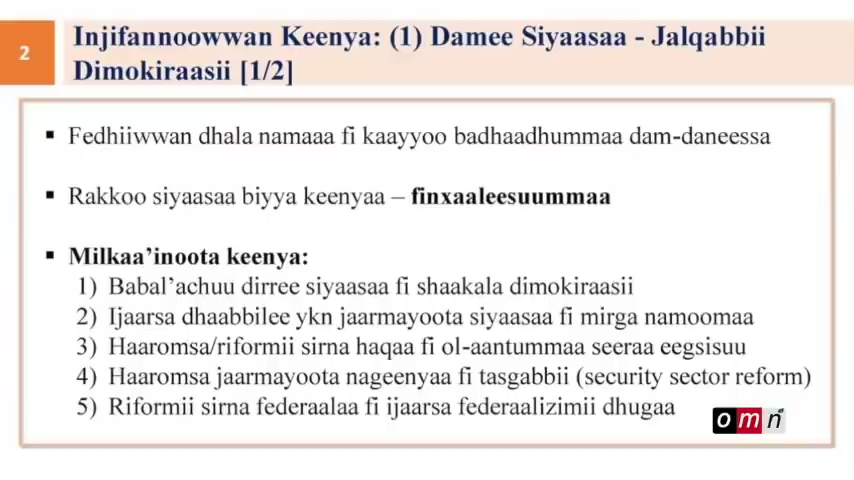 2
Injifannoowwan Keenya: (1) Damee Siyaasaa - Jalqabbii
Dimokiraasii [1/2]
▪ Fedhiiwwan dhala namaaa fi kaayyoo badhaadhummaa dam-daneessa
▪ Rakkoo siyaasaa biyya keenyaa – finxaaleesuummaa
▪ Milkaa’inoota keenya:
1) Babal’achuu dirree siyaasaa fi shaakala dimokiraasii
2) Ijaarsa dhaabbilee ykn jaarmayoota siyaasaa fi mirga namoomaa
3) Haaromsa/riformii sirna haqaa fi ol-aantummaa seeraa eegsisuu
4) Haaromsa jaarmayoota nageenyaa fi tasgabbii (security sector reform)
5) Riformii sirna federaalaa fi ijaarsa federaalizimii dhugaa
omn